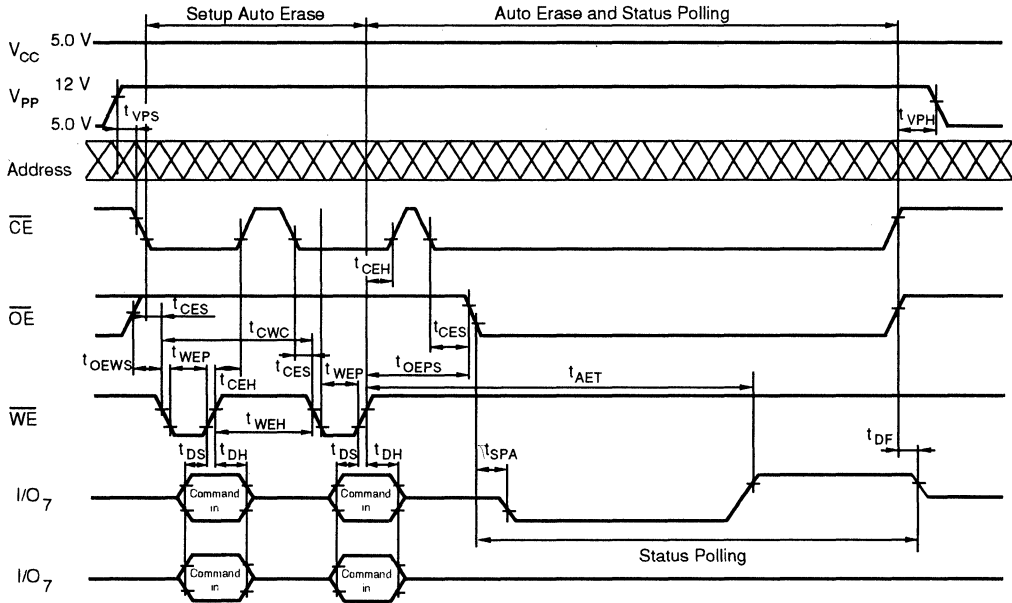 Setup Auto Erase
Auto Erase and Status Polling
VCC 5.0 V
12 V
VPP
tVPS
tVPH
5.0 V
Address
CE
tCEH
OE
tCES
tCES
tCWC
tOEWS
tWEP
tCES
tWEP
tOEPS
tCEH
tAET
WE
tWEH
tDF
tDS
tDH
tDS
tDH
tSPA
I/O7
Command
in
Command
in
Status Polling
I/O7
Command
in
Command
in